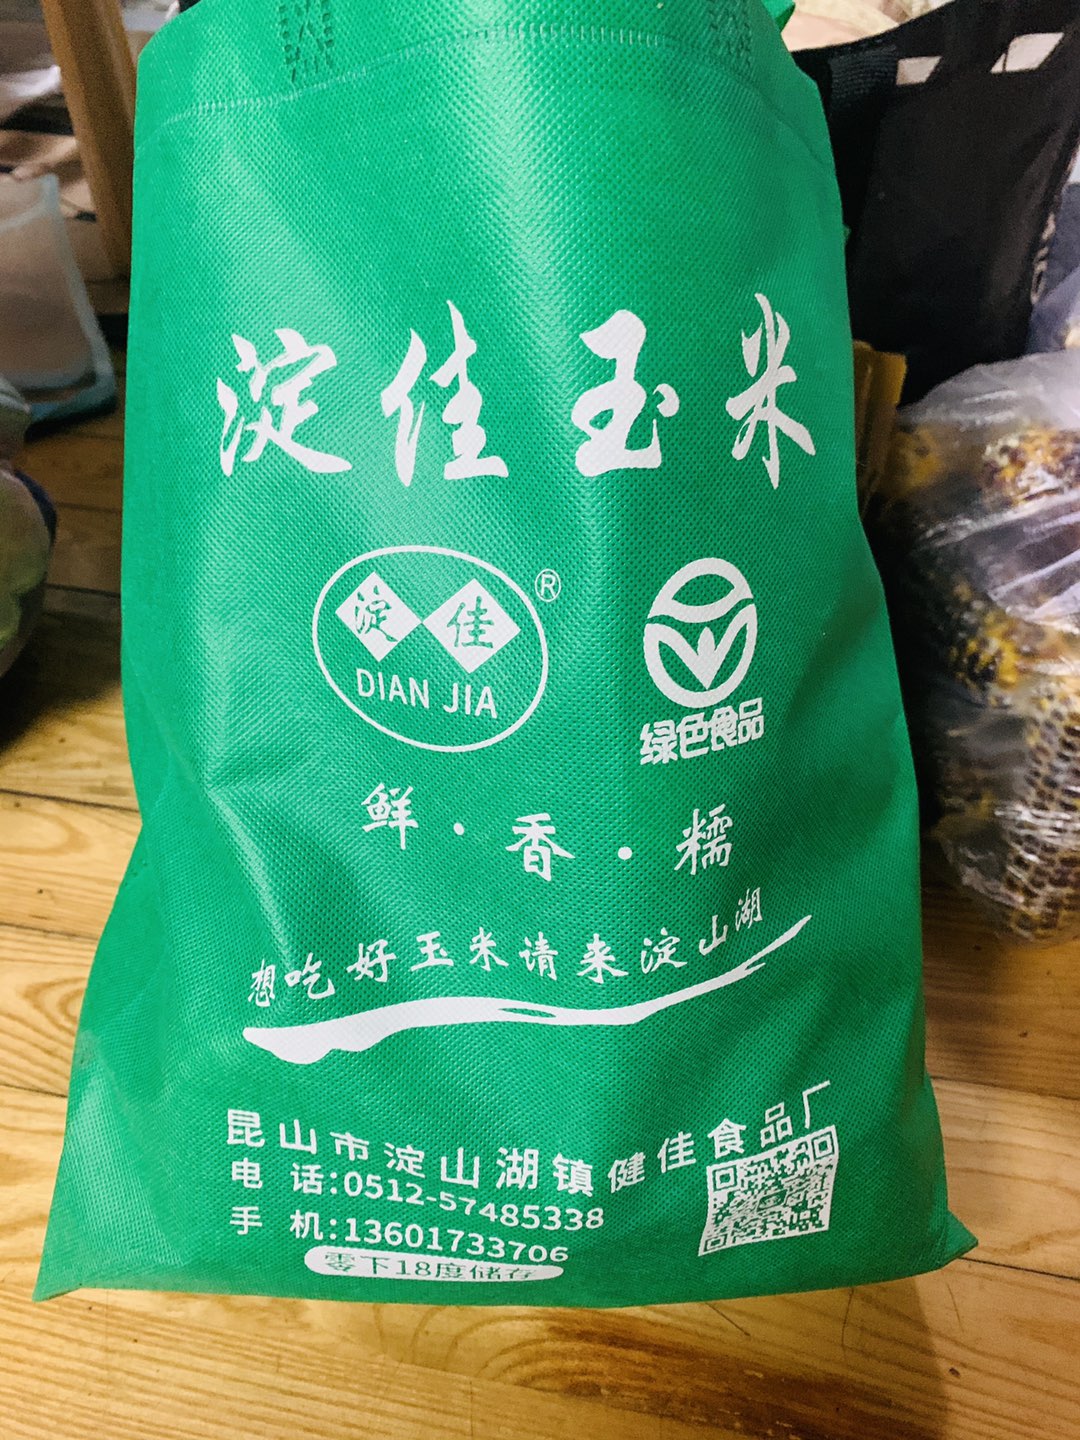 淀佳玉米
淀 佳 ®
DIAN JIA
绿色食品
鲜·香·糯
想吃好玉米请来淀山湖
昆山市淀山湖镇健佳食品厂
电 话:0512-57485338
手 机:13601733706
零下18度储存